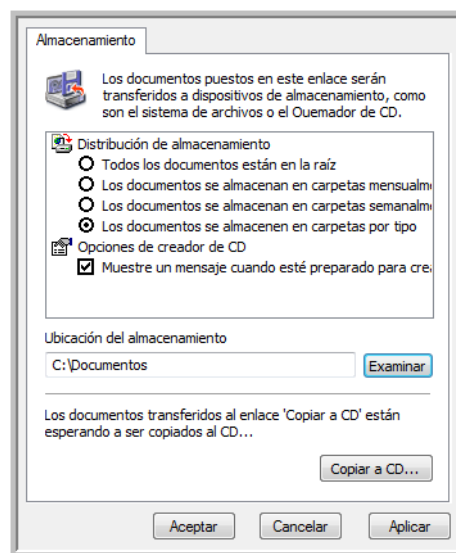 Almacenamiento
Los documentos puestos en este enlace serán
transferidos a dispositivos de almacenamiento, como
son el sistema de archivos o el Quemador de CD.
Distribución de almacenamiento
Todos los documentos están en la raíz
Los documentos se almacenan en carpetas mensualm
Los documentos se almacenan en carpetas semanalm
Los documentos se almacenen en carpetas por tipo
Opciones de creador de CD
Muestre un mensaje cuando esté preparado para crea
Ubicación del almacenamiento
C:\Documentos
Examinar
Los documentos transferidos al enlace 'Copiar a CD' están
esperando a ser copiados al CD...
Copiar a CD...
Aceptar
Cancelar
Aplicar